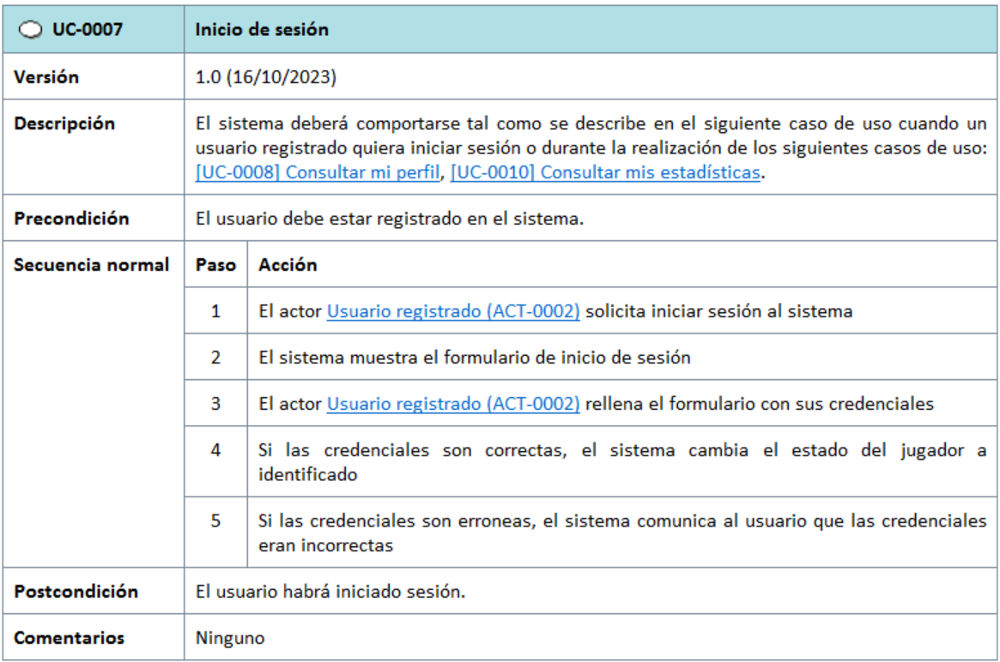 UC-0007 Inicio de sesión
Versión 1.0 (16/10/2023)
Descripción El sistema deberá comportarse tal como se describe en el siguiente caso de uso cuando un
usuario registrado quiera iniciar sesión o durante la realización de los siguientes casos de uso:
[UC-0008] Consultar mi perfil, [UC-0010] Consultar mis estadísticas.
Precondición El usuario debe estar registrado en el sistema.
Secuencia normal Paso Acción
1 El actor Usuario registrado (ACT-0002) solicita iniciar sesión al sistema
2 El sistema muestra el formulario de inicio de sesión
3 El actor Usuario registrado (ACT-0002) rellena el formulario con sus credenciales
4 Si las credenciales son correctas, el sistema cambia el estado del jugador a
identificado
5 Si las credenciales son erroneas, el sistema comunica al usuario que las credenciales
eran incorrectas
Postcondición El usuario habrá iniciado sesión.
Comentarios Ninguno